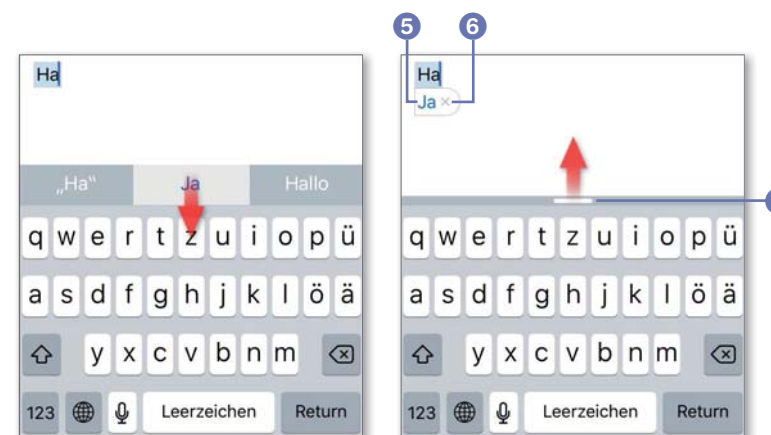 5 6
Ha
„Ha“ Ja Hallo
q w e r t z u i o p ü
a s d f g h j k l ö ä
y x c v b n m
123 Leerzeichen Return
Ha
Ja ×
q w e r t z u i o p ü
a s d f g h j k l ö ä
y x c v b n m
123 Leerzeichen Return